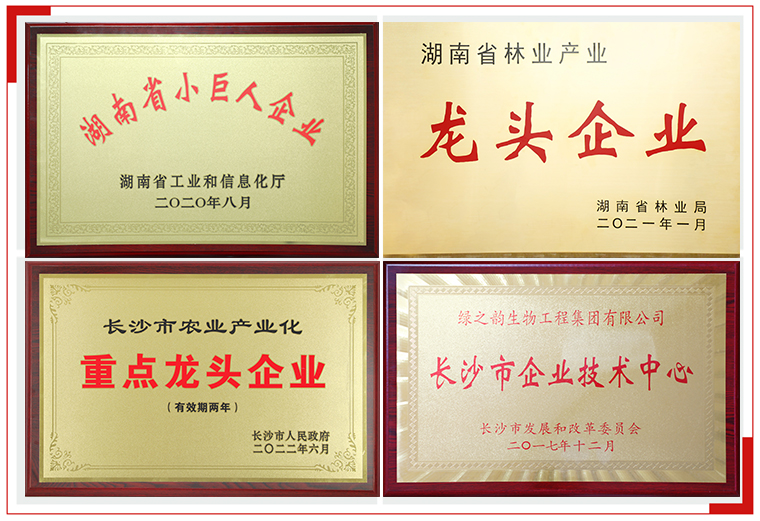 湖南省小巨人企业
湖南省工业和信息化厅
二〇二〇年八月
湖南省林业产业
龙头企业
湖南省林业局
二〇二一年一月
长沙市农业产业化
重点龙头企业
（有效期两年）
长沙市人民政府
二〇二二年六月
绿之韵生物工程集团有限公司
长沙市企业技术中心
长沙市发展和改革委员会
二〇一七年十二月